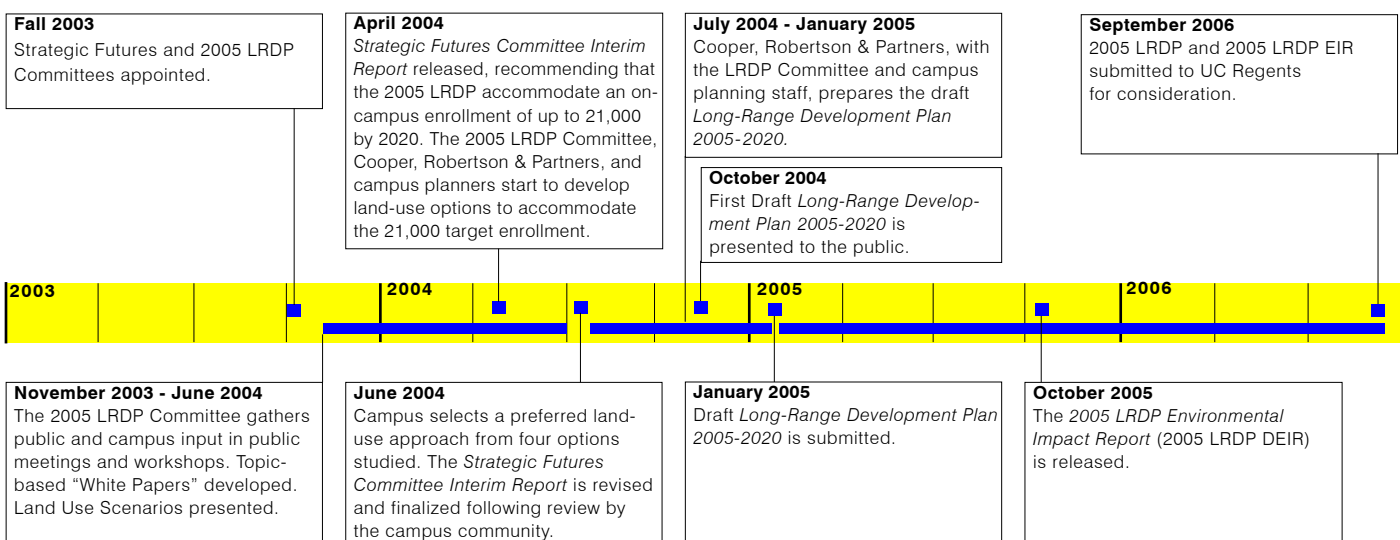 Fall 2003
Strategic Futures and 2005 LRDP
Committees appointed.
April 2004
Strategic Futures Committee Interim
Report released, recommending that
the 2005 LRDP accommodate an on-
campus enrollment of up to 21,000
by 2020. The 2005 LRDP Committee,
Cooper, Robertson & Partners, and
campus planners start to develop
land-use options to accommodate
the 21,000 target enrollment.
July 2004 - January 2005
Cooper, Robertson & Partners, with
the LRDP Committee and campus
planning staff, prepares the draft
Long-Range Development Plan
2005-2020.
October 2004
First Draft Long-Range Develop-
ment Plan 2005-2020 is
presented to the public.
September 2006
2005 LRDP and 2005 LRDP EIR
submitted to UC Regents
for consideration.
2003
2004
2005
2006
November 2003 - June 2004
The 2005 LRDP Committee gathers
public and campus input in public
meetings and workshops. Topic-
based “White Papers” developed.
Land Use Scenarios presented.
June 2004
Campus selects a preferred land-
use approach from four options
studied. The Strategic Futures
Committee Interim Report is revised
and finalized following review by
the campus community.
January 2005
Draft Long-Range Development Plan
2005-2020 is submitted.
October 2005
The 2005 LRDP Environmental
Impact Report (2005 LRDP DEIR)
is released.